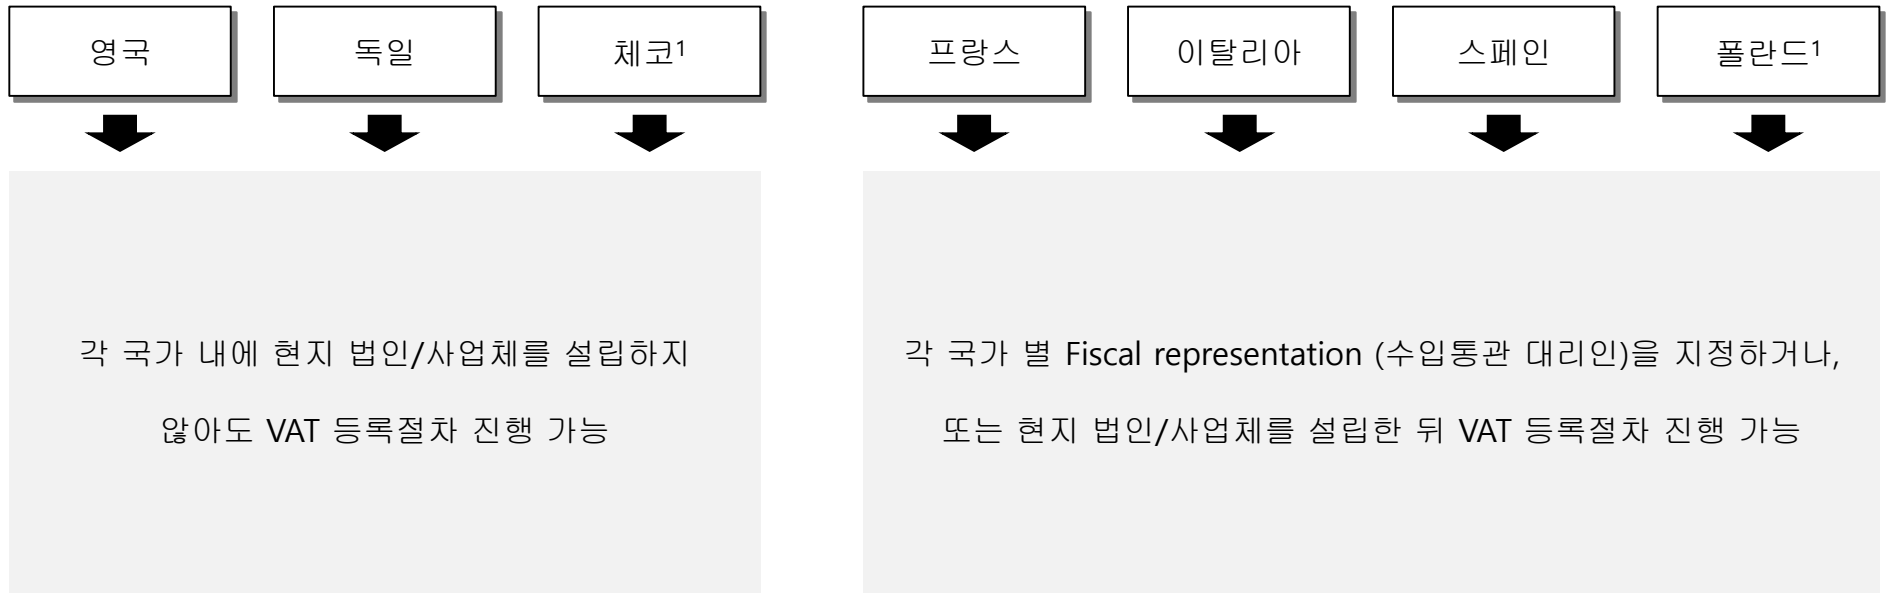 영국
독일
체코1
프랑스
이탈리아
스페인
폴란드1
각 국가 내에 현지 법인/사업체를 설립하지
않아도 VAT 등록절차 진행 가능
각 국가 별 Fiscal representation (수입통관 대리인)을 지정하거나,
또는 현지 법인/사업체를 설립한 뒤 VAT 등록절차 진행 가능